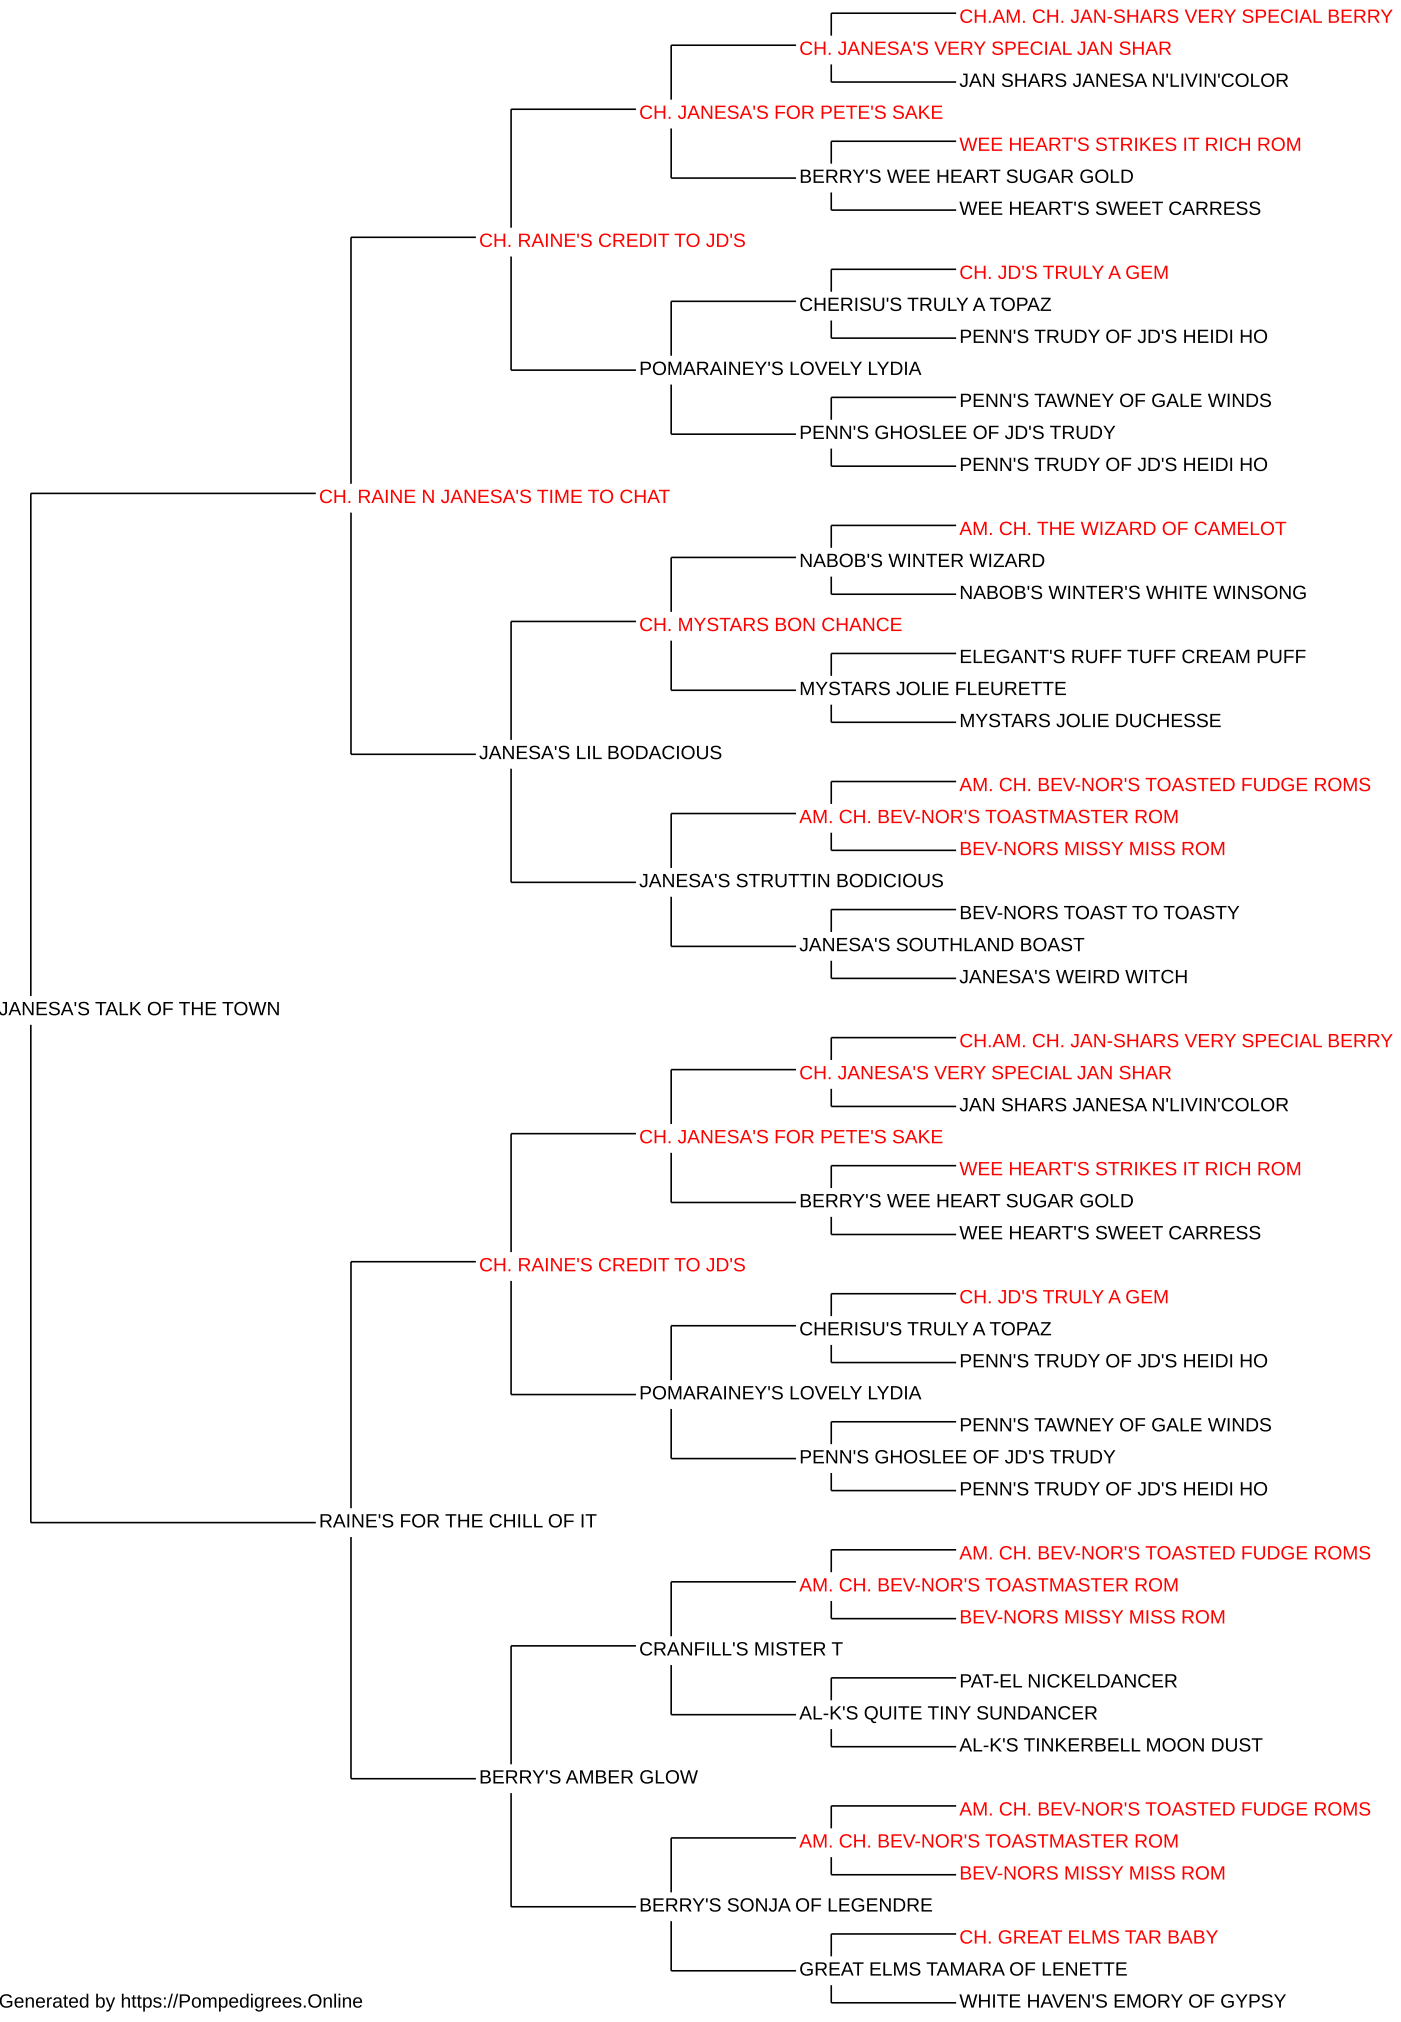 CH.AM. CH. JAN-SHARS VERY SPECIAL BERRY
CH. JANESA'S VERY SPECIAL JAN SHAR
JAN SHARS JANESA N'LIVIN'COLOR
CH. JANESA'S FOR PETE'S SAKE
WEE HEART'S STRIKES IT RICH ROM
BERRY'S WEE HEART SUGAR GOLD
WEE HEART'S SWEET CARRESS
CH. RAINE'S CREDIT TO JD'S
CH. JD'S TRULY A GEM
CHERISU'S TRULY A TOPAZ
PENN'S TRUDY OF JD'S HEIDI HO
POMARAINEY'S LOVELY LYDIA
PENN'S TAWNEY OF GALE WINDS
PENN'S GHOSLEE OF JD'S TRUDY
PENN'S TRUDY OF JD'S HEIDI HO
CH. RAINE N JANESA'S TIME TO CHAT
AM. CH. THE WIZARD OF CAMELOT
NABOB'S WINTER WIZARD
NABOB'S WINTER'S WHITE WINSONG
CH. MYSTARS BON CHANCE
ELEGANT'S RUFF TUFF CREAM PUFF
MYSTARS JOLIE FLEURETTE
MYSTARS JOLIE DUCHESSE
JANESA'S LIL BODACIOUS
AM. CH. BEV-NOR'S TOASTED FUDGE ROMS
AM. CH. BEV-NOR'S TOASTMASTER ROM
BEV-NORS MISSY MISS ROM
JANESA'S STRUTTIN BODICIOUS
BEV-NORS TOAST TO TOASTY
JANESA'S SOUTHLAND BOAST
JANESA'S WEIRD WITCH
JANESA'S TALK OF THE TOWN
CH.AM. CH. JAN-SHARS VERY SPECIAL BERRY
CH. JANESA'S VERY SPECIAL JAN SHAR
JAN SHARS JANESA N'LIVIN'COLOR
CH. JANESA'S FOR PETE'S SAKE
WEE HEART'S STRIKES IT RICH ROM
BERRY'S WEE HEART SUGAR GOLD
WEE HEART'S SWEET CARRESS
CH. RAINE'S CREDIT TO JD'S
CH. JD'S TRULY A GEM
CHERISU'S TRULY A TOPAZ
PENN'S TRUDY OF JD'S HEIDI HO
POMARAINEY'S LOVELY LYDIA
PENN'S TAWNEY OF GALE WINDS
PENN'S GHOSLEE OF JD'S TRUDY
PENN'S TRUDY OF JD'S HEIDI HO
RAINE'S FOR THE CHILL OF IT
AM. CH. BEV-NOR'S TOASTED FUDGE ROMS
AM. CH. BEV-NOR'S TOASTMASTER ROM
BEV-NORS MISSY MISS ROM
CRANFILL'S MISTER T
PAT-EL NICKELDANCER
AL-K'S QUITE TINY SUNDANCER
AL-K'S TINKERBELL MOON DUST
BERRY'S AMBER GLOW
AM. CH. BEV-NOR'S TOASTED FUDGE ROMS
AM. CH. BEV-NOR'S TOASTMASTER ROM
BEV-NORS MISSY MISS ROM
BERRY'S SONJA OF LEGENDRE
CH. GREAT ELMS TAR BABY
GREAT ELMS TAMARA OF LENETTE
WHITE HAVEN'S EMORY OF GYPSY
Generated by https://Pompedigrees.Online